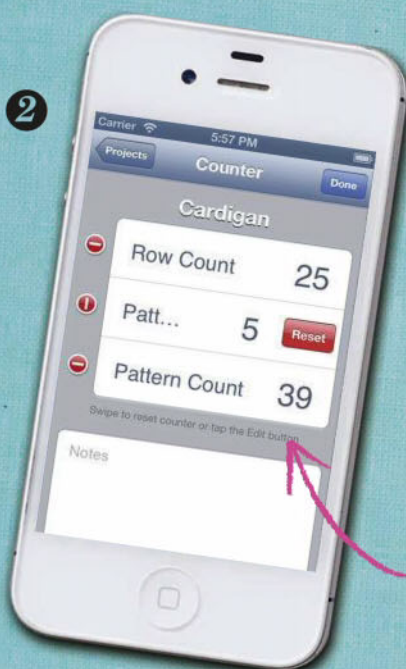 2
Carrier 5:57 PM
Projects Counter Done
Cardigan
Row Count 25
Patt... 5 Reset
Pattern Count 39
Swipe to reset counter or tap the Edit button
Notes